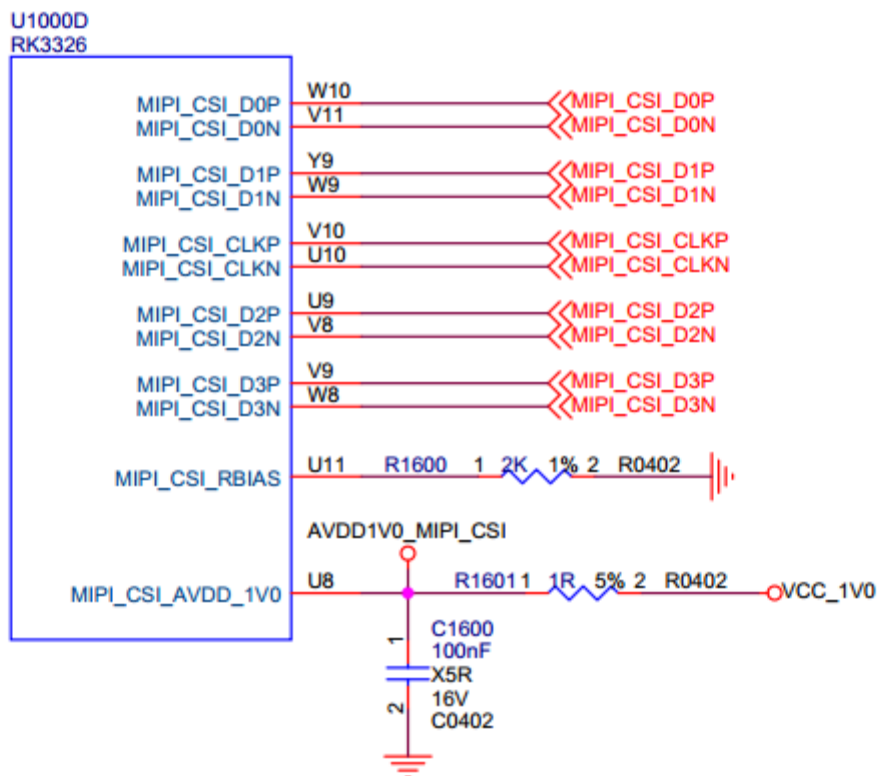 U1000D
RK3326
MIPI_CSI_D0P W10 MIPI_CSI_D0P
MIPI_CSI_D0N V11 MIPI_CSI_D0N
MIPI_CSI_D1P Y9 MIPI_CSI_D1P
MIPI_CSI_D1N W9 MIPI_CSI_D1N
MIPI_CSI_CLKP V10 MIPI_CSI_CLKP
MIPI_CSI_CLKN U10 MIPI_CSI_CLKN
MIPI_CSI_D2P U9 MIPI_CSI_D2P
MIPI_CSI_D2N V8 MIPI_CSI_D2N
MIPI_CSI_D3P V9 MIPI_CSI_D3P
MIPI_CSI_D3N W8 MIPI_CSI_D3N
MIPI_CSI_RBIAS U11 R1600 1 2K 1% 2 R0402
AVDD1V0_MIPI_CSI
MIPI_CSI_AVDD_1V0 U8 R1601 1 1R 5% 2 R0402 VCC_1V0
1 C1600
100nF
X5R
2 16V
C0402